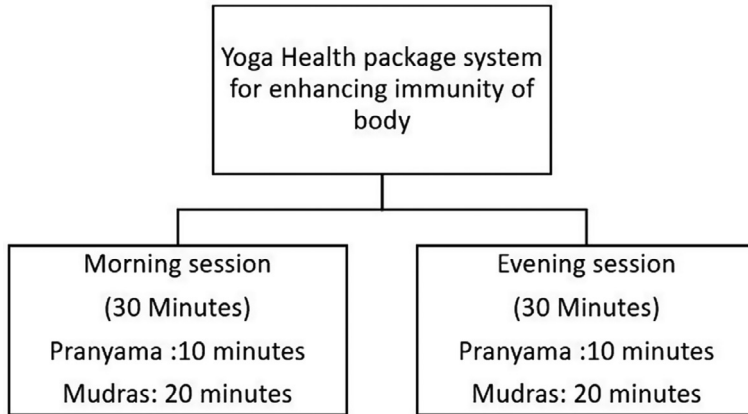 Yoga Health package system
for enhancing immunity of
body
Morning session
(30 Minutes)
Pranyama :10 minutes
Mudras: 20 minutes
Evening session
(30 Minutes)
Pranyama :10 minutes
Mudras: 20 minutes